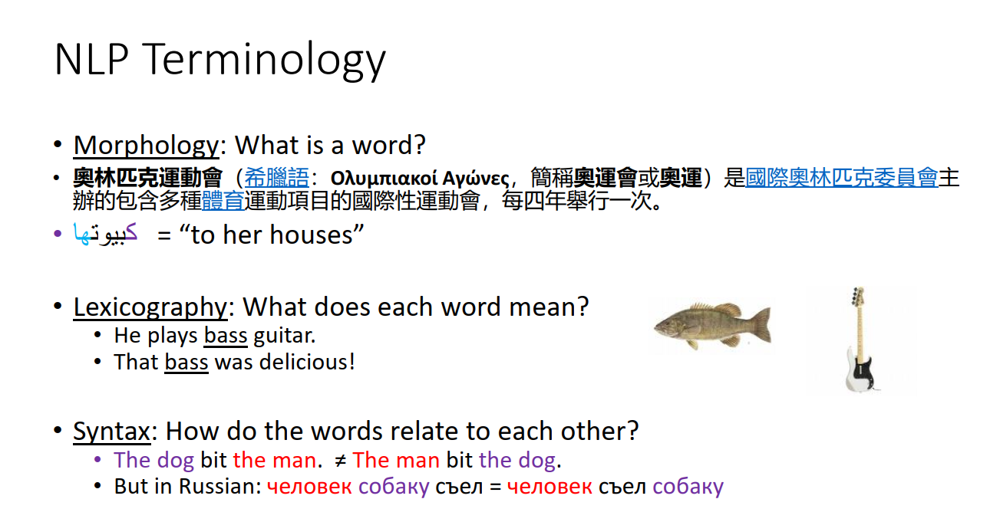 NLP Terminology
• Morphology: What is a word?
• 奧林匹克運動會（希臘語：Ολυμπιακοί Αγώνες，簡稱奧運會或奧運）是國際奧林匹克委員會主
辦的包含多種體育運動項目的國際性運動會，每四年舉行一次。
• كبيوتها = “to her houses”
• Lexicography: What does each word mean?
• He plays bass guitar.
• That bass was delicious!
• Syntax: How do the words relate to each other?
• The dog bit the man. ≠ The man bit the dog.
• But in Russian: человек собаку съел = человек съел собаку